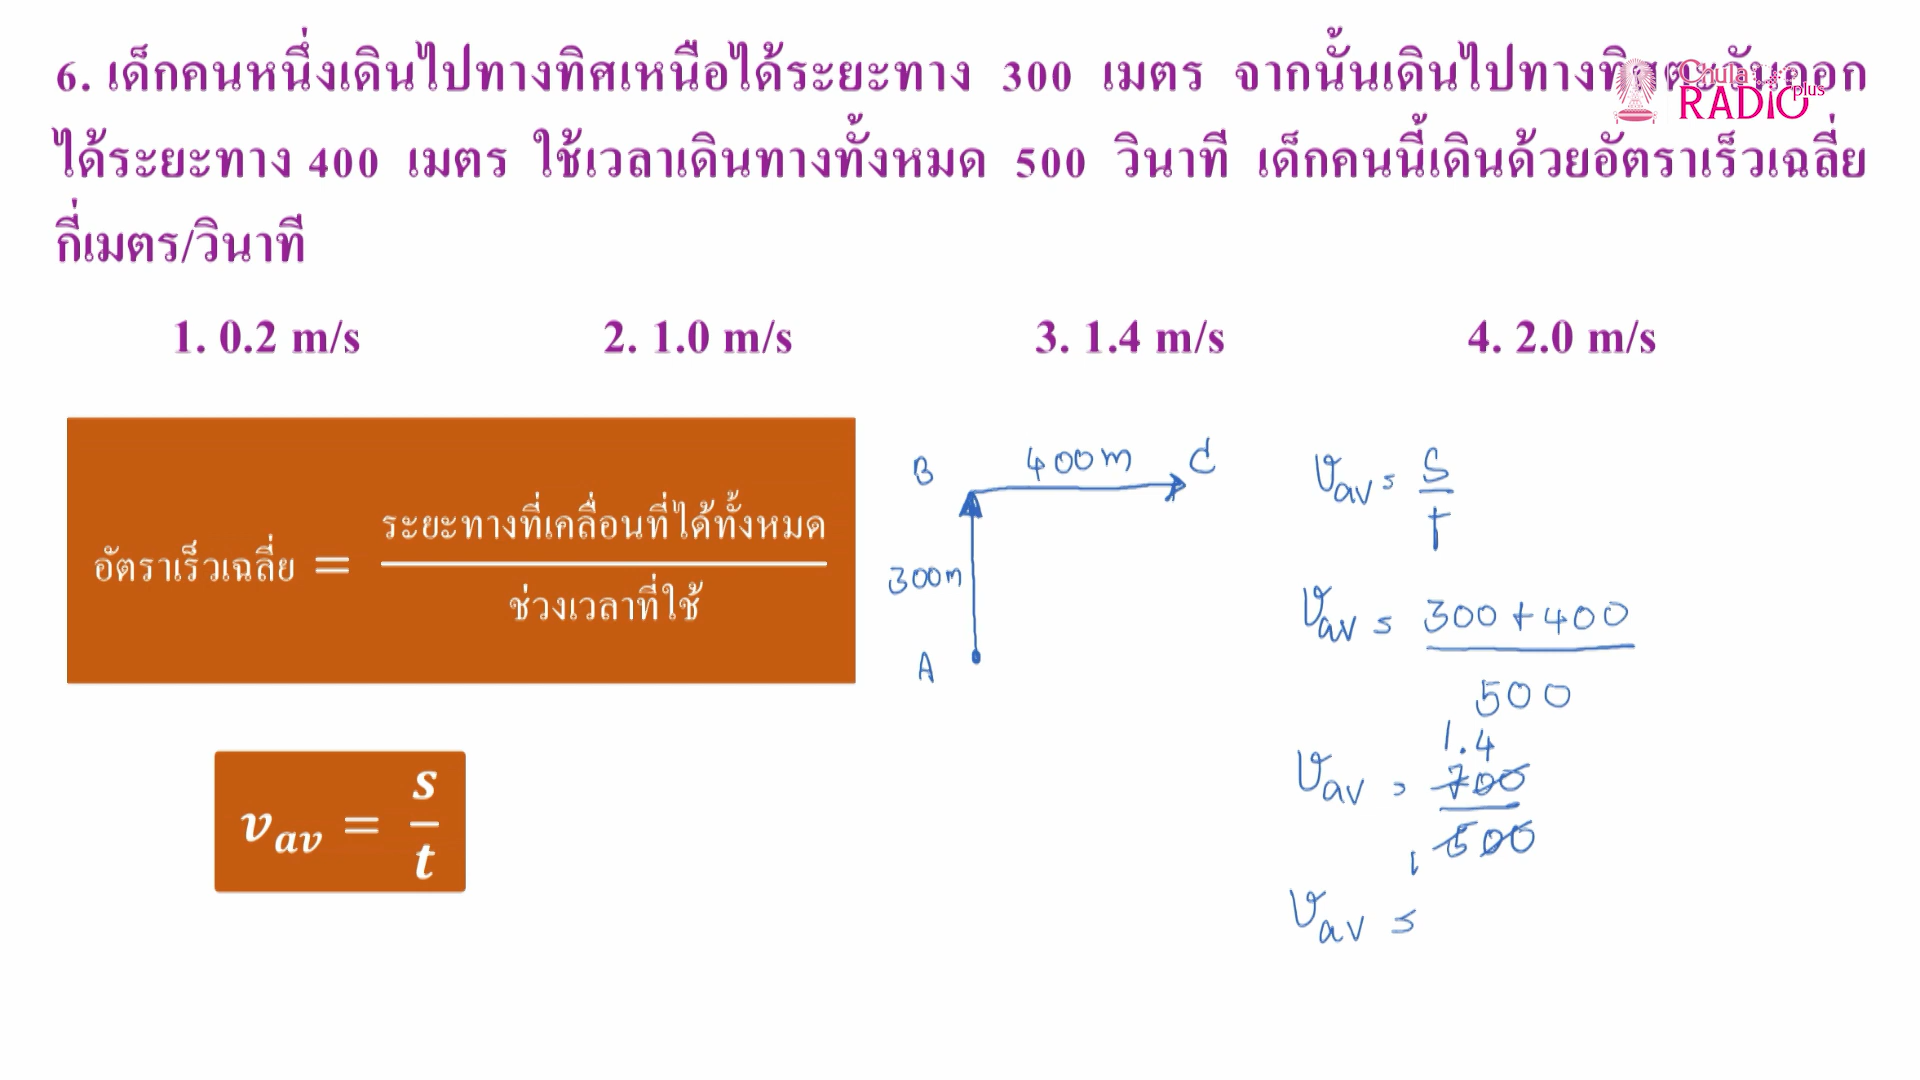 6. เด็กคนหนึ่งเดินไปทางทิศเหนือได้ระยะทาง 300 เมตร จากนั้นเดินไปทางทิศตะวันออก
ได้ระยะทาง 400 เมตร ใช้เวลาเดินทางทั้งหมด 500 วินาที เด็กคนนี้เดินด้วยอัตราเร็วเฉลี่ย
กี่เมตร/วินาที
Chula
RADIO plus
1. 0.2 m/s 2. 1.0 m/s 3. 1.4 m/s 4. 2.0 m/s
อัตราเร็วเฉลี่ย = ระยะทางที่เคลื่อนที่ได้ทั้งหมด
ช่วงเวลาที่ใช้
v_av = s
t
B 400m C
300m
A
v_av = s
t
v_av = 300 + 400
500
1.4
v_av = 700
500
1
v_av =